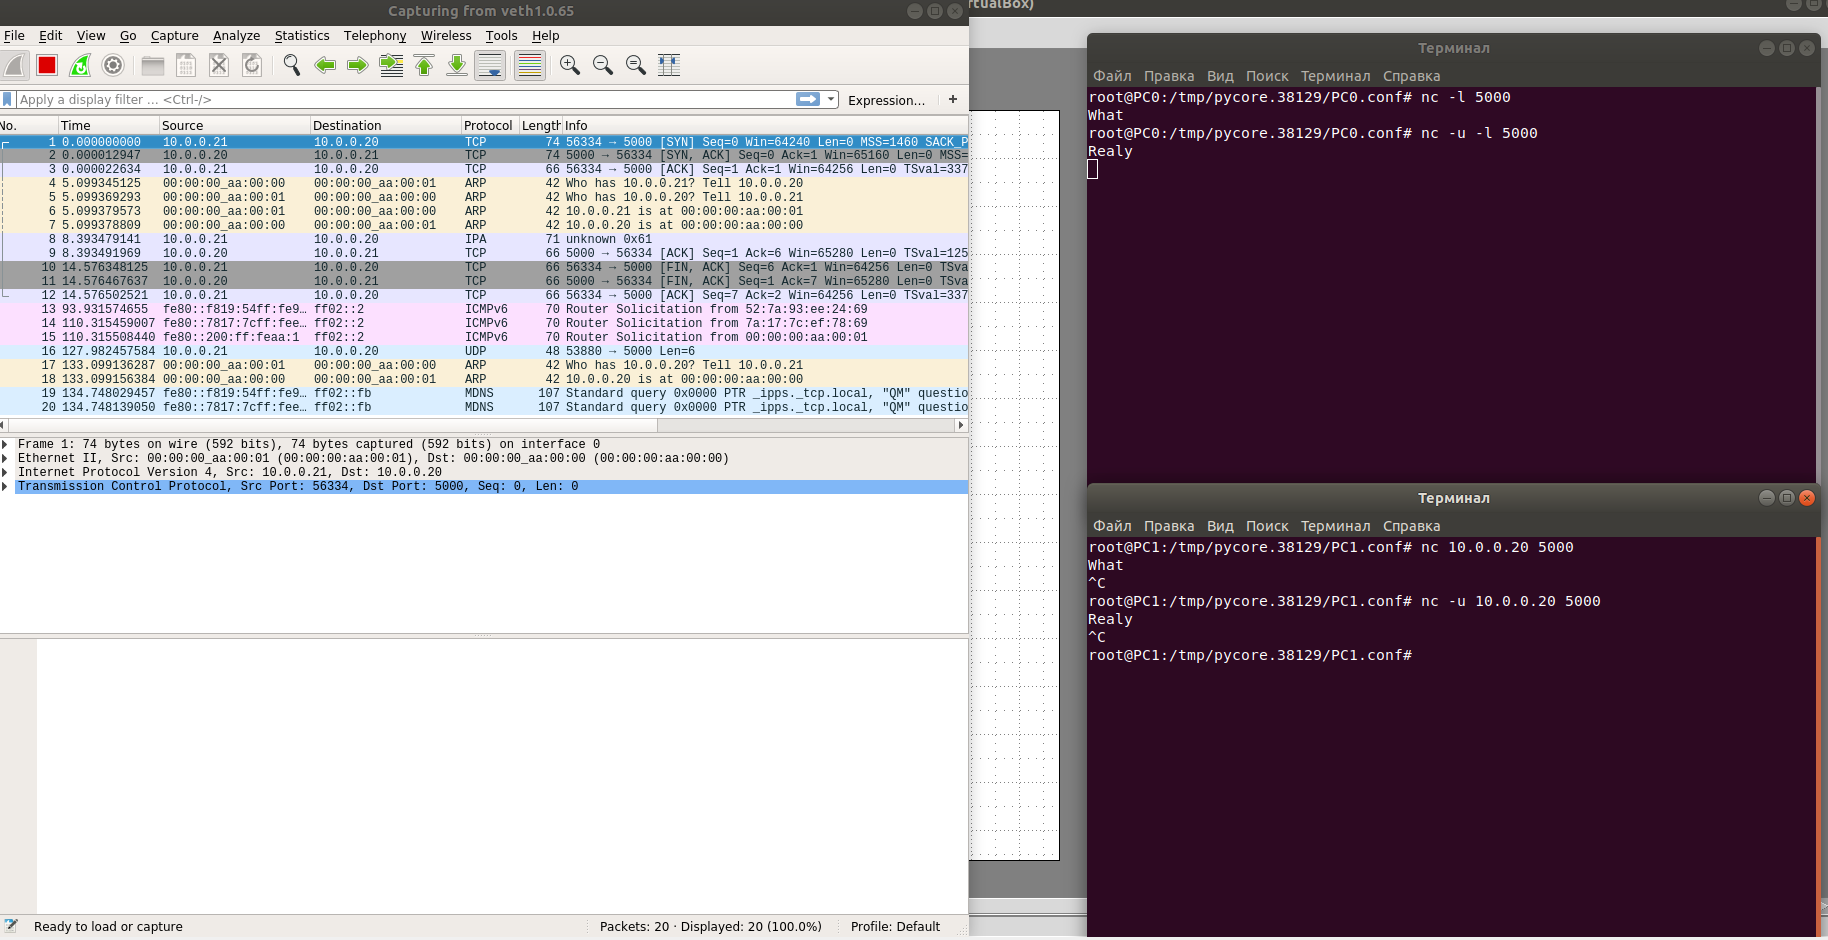 Capturing from veth1.0.65
File Edit View Go Capture Analyze Statistics Telephony Wireless Tools Help
Apply a display filter ... <Ctrl-/> Expression... +
No. Time Source Destination Protocol Length Info
1 0.000000000 10.0.0.21 10.0.0.20 TCP 74 56334 → 5000 [SYN] Seq=0 Win=64240 Len=0 MSS=1460 SACK_P
2 0.000012947 10.0.0.20 10.0.0.21 TCP 74 5000 → 56334 [SYN, ACK] Seq=0 Ack=1 Win=65160 Len=0 MSS=
3 0.000022634 10.0.0.21 10.0.0.20 TCP 66 56334 → 5000 [ACK] Seq=1 Ack=1 Win=64256 Len=0 TSval=337
4 5.099345125 00:00:00_aa:00:00 00:00:00_aa:00:01 ARP 42 Who has 10.0.0.21? Tell 10.0.0.20
5 5.099369293 00:00:00_aa:00:01 00:00:00_aa:00:00 ARP 42 Who has 10.0.0.20? Tell 10.0.0.21
6 5.099379573 00:00:00_aa:00:01 00:00:00_aa:00:00 ARP 42 10.0.0.21 is at 00:00:00:aa:00:01
7 5.099378809 00:00:00_aa:00:00 00:00:00_aa:00:01 ARP 42 10.0.0.20 is at 00:00:00:aa:00:00
8 8.393479141 10.0.0.21 10.0.0.20 IPA 71 unknown 0x61
9 8.393491969 10.0.0.20 10.0.0.21 TCP 66 5000 → 56334 [ACK] Seq=1 Ack=6 Win=65280 Len=0 TSval=125
10 14.576348125 10.0.0.21 10.0.0.20 TCP 66 56334 → 5000 [FIN, ACK] Seq=6 Ack=1 Win=64256 Len=0 TSva
11 14.576467637 10.0.0.20 10.0.0.21 TCP 66 5000 → 56334 [FIN, ACK] Seq=1 Ack=7 Win=65280 Len=0 TSva
12 14.576502521 10.0.0.21 10.0.0.20 TCP 66 56334 → 5000 [ACK] Seq=7 Ack=2 Win=64256 Len=0 TSval=337
13 93.931574655 fe80::f819:54ff:fe9… ff02::2 ICMPv6 70 Router Solicitation from 52:7a:93:ee:24:69
14 110.315459007 fe80::7817:7cff:fee… ff02::2 ICMPv6 70 Router Solicitation from 7a:17:7c:ef:78:69
15 110.315508440 fe80::200:ff:feaa:1 ff02::2 ICMPv6 70 Router Solicitation from 00:00:00:aa:00:01
16 127.982457584 10.0.0.21 10.0.0.20 UDP 48 53880 → 5000 Len=6
17 133.099136287 00:00:00_aa:00:01 00:00:00_aa:00:00 ARP 42 Who has 10.0.0.20? Tell 10.0.0.21
18 133.099156384 00:00:00_aa:00:00 00:00:00_aa:00:01 ARP 42 10.0.0.20 is at 00:00:00:aa:00:00
19 134.748029457 fe80::f819:54ff:fe9… ff02::fb MDNS 107 Standard query 0x0000 PTR _ipps._tcp.local, "QM" questio
20 134.748139050 fe80::7817:7cff:fee… ff02::fb MDNS 107 Standard query 0x0000 PTR _ipps._tcp.local, "QM" questio
Frame 1: 74 bytes on wire (592 bits), 74 bytes captured (592 bits) on interface 0
Ethernet II, Src: 00:00:00_aa:00:01 (00:00:00:aa:00:01), Dst: 00:00:00_aa:00:00 (00:00:00:aa:00:00)
Internet Protocol Version 4, Src: 10.0.0.21, Dst: 10.0.0.20
Transmission Control Protocol, Src Port: 56334, Dst Port: 5000, Seq: 0, Len: 0
Ready to load or capture Packets: 20 · Displayed: 20 (100.0%) Profile: Default
rtualBox)
Терминал
Файл Правка Вид Поиск Терминал Справка
root@PC0:/tmp/pycore.38129/PC0.conf# nc -l 5000
What
root@PC0:/tmp/pycore.38129/PC0.conf# nc -u -l 5000
Realy
Терминал
Файл Правка Вид Поиск Терминал Справка
root@PC1:/tmp/pycore.38129/PC1.conf# nc 10.0.0.20 5000
What
^C
root@PC1:/tmp/pycore.38129/PC1.conf# nc -u 10.0.0.20 5000
Realy
^C
root@PC1:/tmp/pycore.38129/PC1.conf#